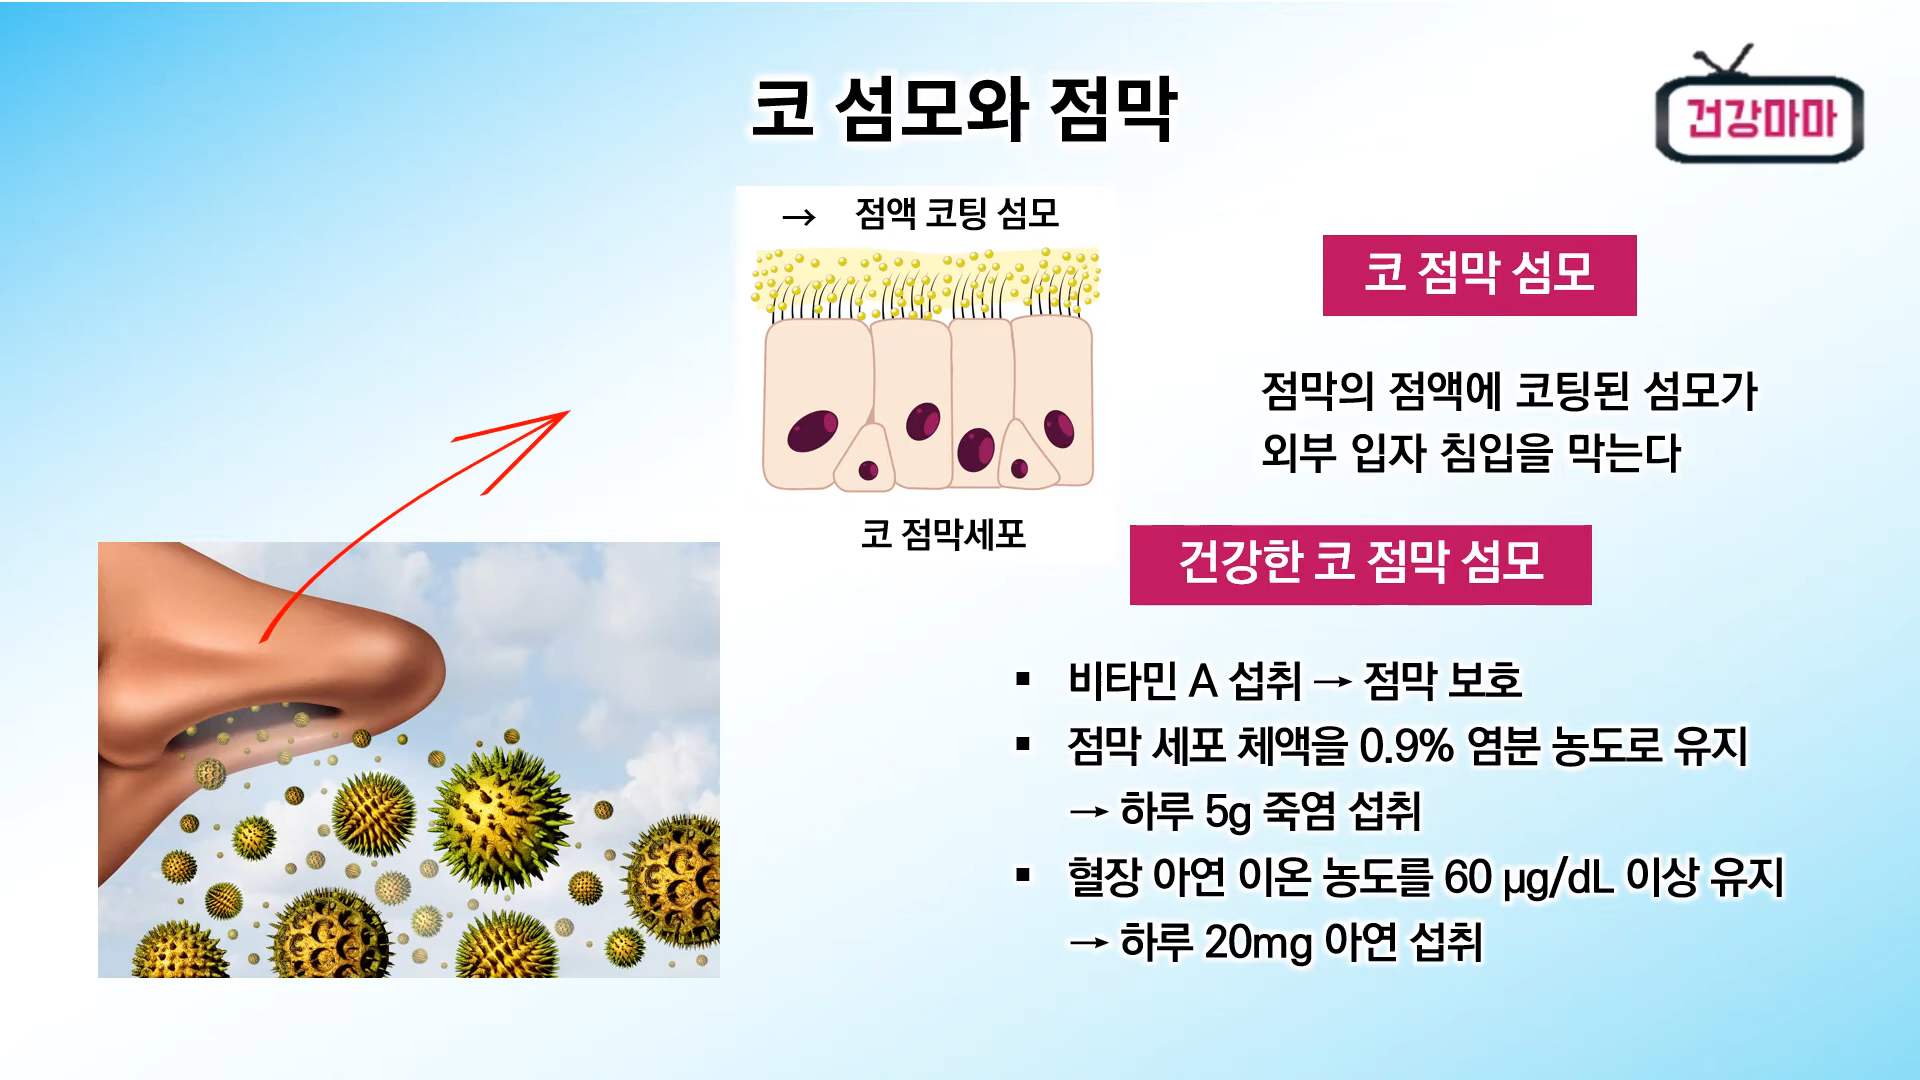 코 섬모와 점막
건강마마
→ 점액 코팅 섬모
코 점막세포
코 점막 섬모
점막의 점액에 코팅된 섬모가
외부 입자 침입을 막는다
건강한 코 점막 섬모
▪ 비타민 A 섭취 → 점막 보호
▪ 점막 세포 체액을 0.9% 염분 농도로 유지
→ 하루 5g 죽염 섭취
▪ 혈장 아연 이온 농도를 60 µg/dL 이상 유지
→ 하루 20mg 아연 섭취